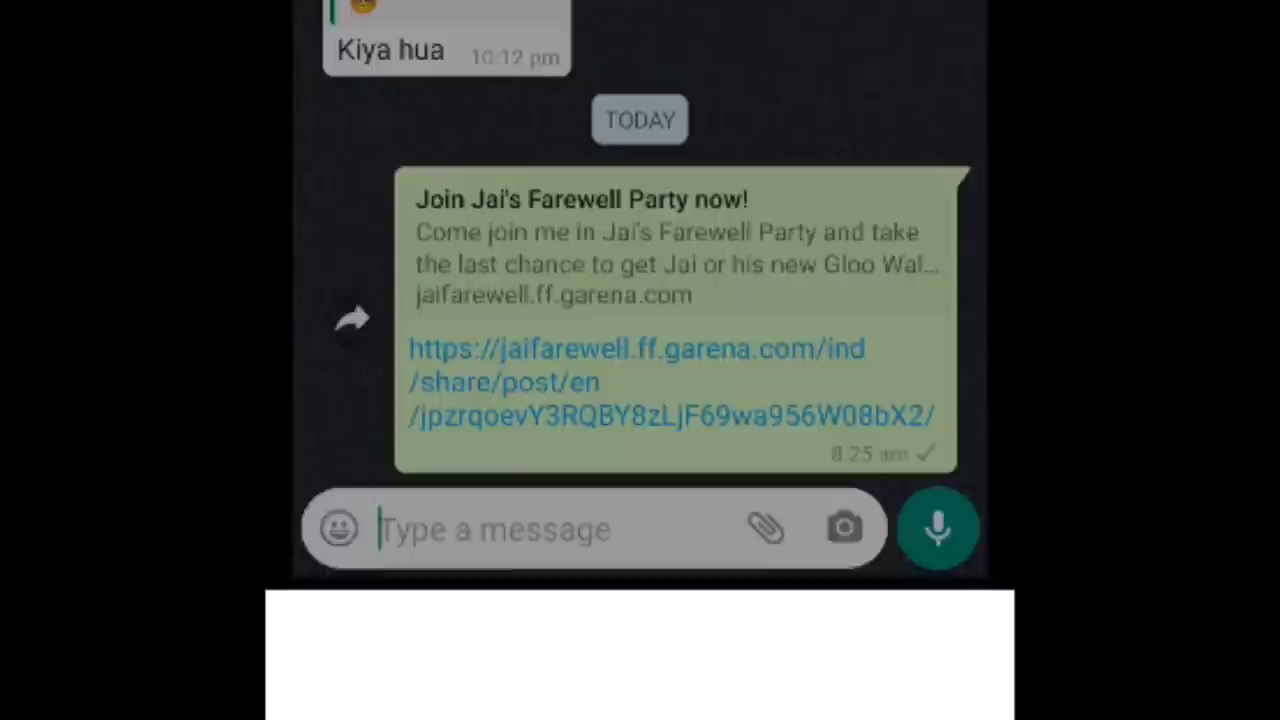 Kiya hua 10:12 pm
TODAY
Join Jai's Farewell Party now!
Come join me in Jai's Farewell Party and take
the last chance to get Jai or his new Gloo Wal...
jaifarewell.ff.garena.com
https://jaifarewell.ff.garena.com/ind
/share/post/en
/jpzrqoevY3RQBY8zLjF69wa956W08bX2/
8:25 am
Type a message